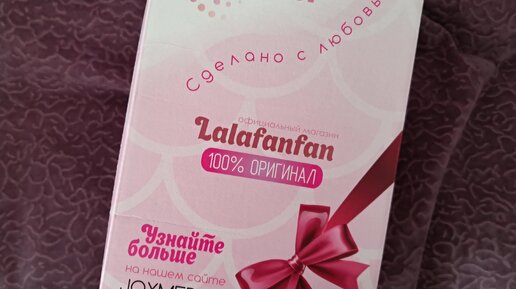 Сделано с любовью
официальный магазин
Lalafanfan
100% ОРИГИНАЛ
Узнайте
больше
на нашем сайте